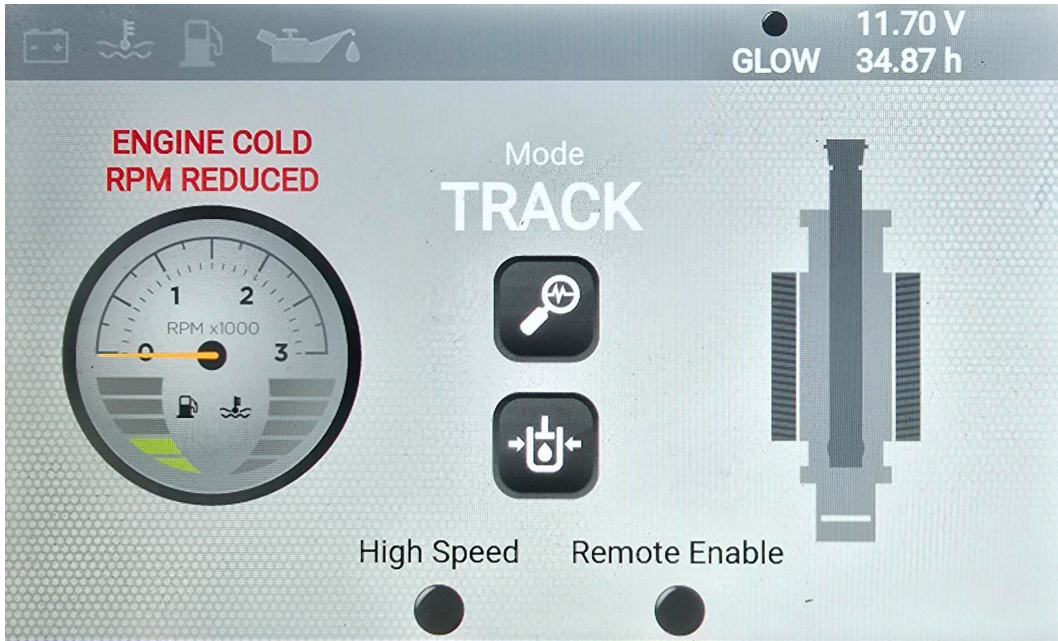 11.70 V
GLOW 34.87 h
ENGINE COLD
RPM REDUCED
Mode
TRACK
1 2
RPM x1000
0 3
High Speed Remote Enable